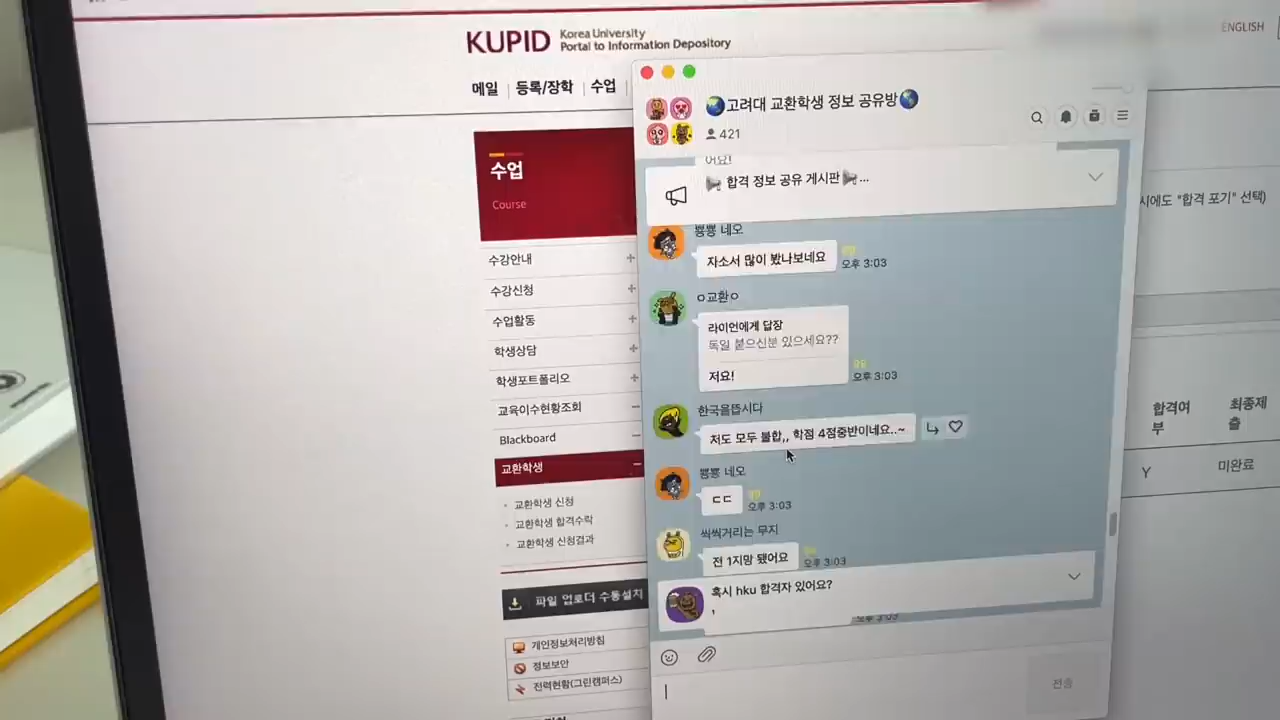 KUPID
Korea University
Portal to Information Depository
ENGLISH
메일 | 등록/장학 | 수업
수업
Course
수강안내
수강신청
수업활동
학생상담
학생포트폴리오
교육이수현황조회
Blackboard
교환학생
교환학생 신청
교환학생 합격수락
교환학생 신청결과
파일 업로더 수동설치
개인정보처리방침
정보보안
전력현황(그린캠퍼스)
🌏고려대 교환학생 정보 공유방🌏
421
어요!
합격 정보 공유 게시판 ...
뿅뿅 네오
자소서 많이 봤나보네요
오후 3:03
ㅇ교환ㅇ
라이언에게 답장
독일 붙으신분 있으세요??
저요!
오후 3:03
한국을뜹시다
저도 모두 불합,, 학점 4점중반이네요..~
뿅뿅 네오
ㄷㄷ
오후 3:03
씩씩거리는 무지
전 1지망 됐어요
오후 3:03
혹시 hku 합격자 있어요?
,
오후 3:03
전송
시에도 "합격 포기" 선택)
합격여부
최종제출
Y
미완료